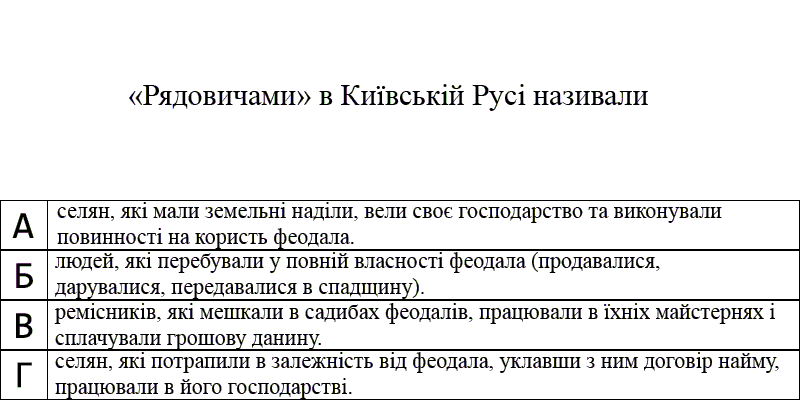 «Рядовичами» в Київській Русі називали
А
селян, які мали земельні наділи, вели своє господарство та виконували
повинності на користь феодала.
Б
людей, які перебували у повній власності феодала (продавалися,
дарувалися, передавалися в спадщину).
В
ремісників, які мешкали в садибах феодалів, працювали в їхніх майстернях і
сплачували грошову данину.
Г
селян, які потрапили в залежність від феодала, уклавши з ним договір найму,
працювали в його господарстві.